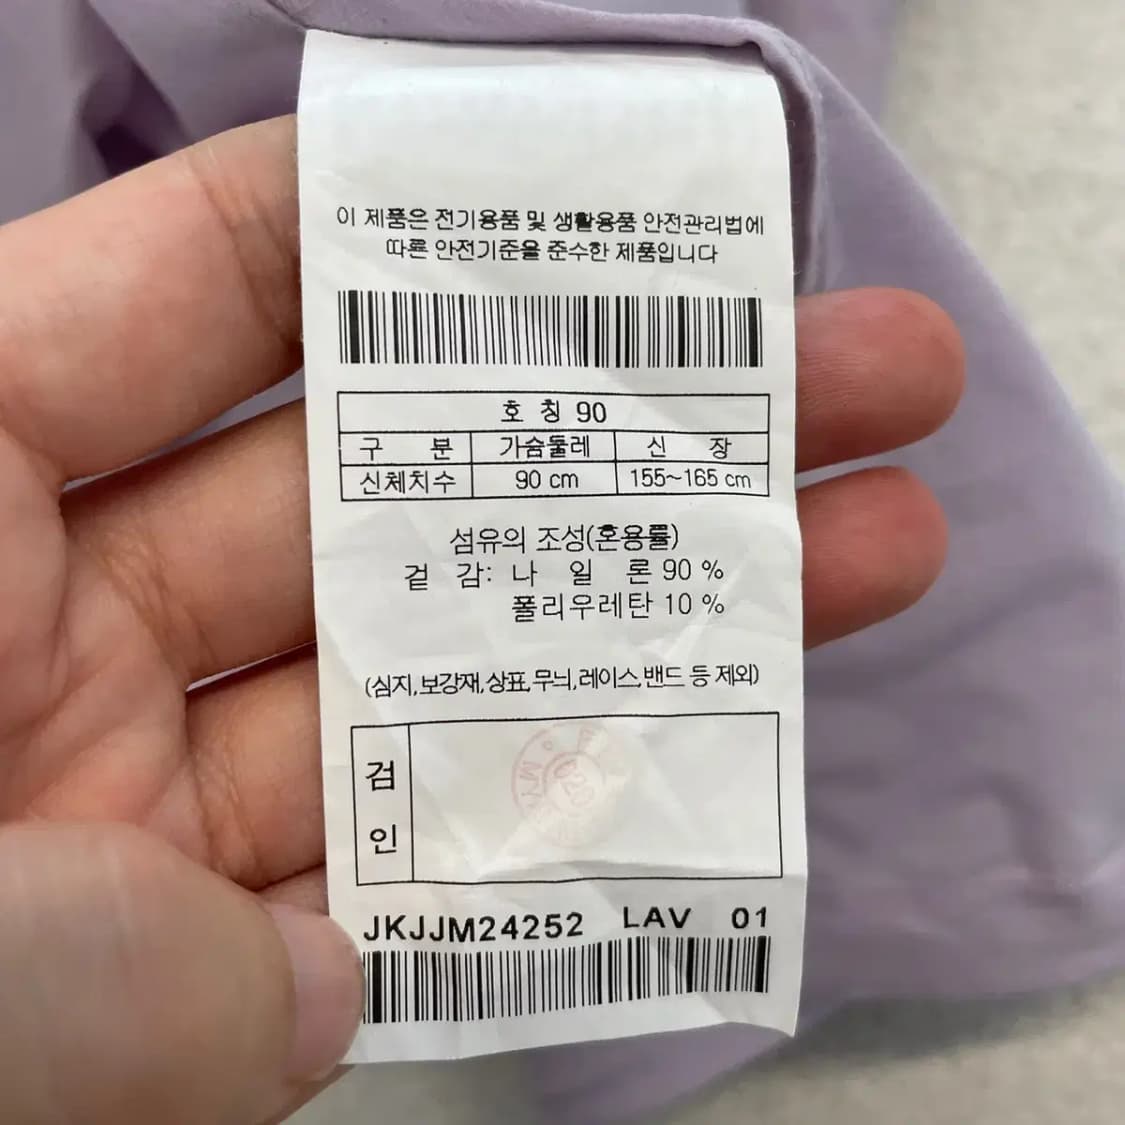 이 제품은 전기용품 및 생활용품 안전관리법에
따른 안전기준을 준수한 제품입니다
호 칭 90
구 분 가슴둘레 신 장
신체치수 90 cm 155~165 cm
섬유의 조성(혼용률)
겉 감: 나 일 론 90 %
폴리우레탄 10 %
(심지,보강재,상표,무늬,레이스,밴드 등 제외)
검
인
JKJJM24252 LAV 01